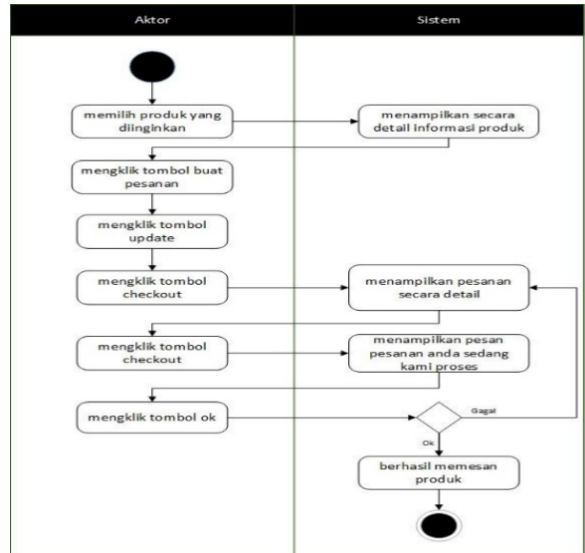 Aktor
Sistem
memilih produk yang
diinginkan
menampilkan secara
detail informasi produk
mengklik tombol buat
pesanan
mengklik tombol
update
mengklik tombol
checkout
menampilkan pesanan
secara detail
mengklik tombol
checkout
menampilkan pesan
pesanan anda sedang
kami proses
mengklik tombol ok
Gagal
Ok
berhasil memesan
produk